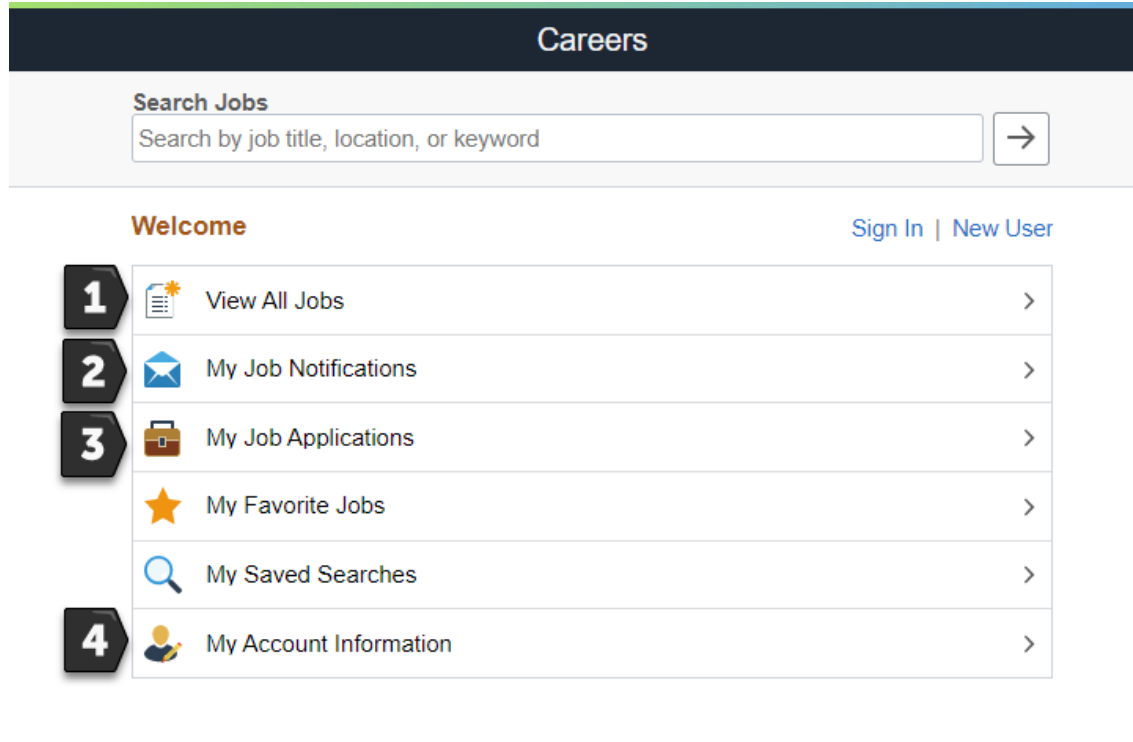 Careers
Search Jobs
Search by job title, location, or keyword
Welcome
Sign In | New User
1 View All Jobs
2 My Job Notifications
3 My Job Applications
My Favorite Jobs
My Saved Searches
4 My Account Information